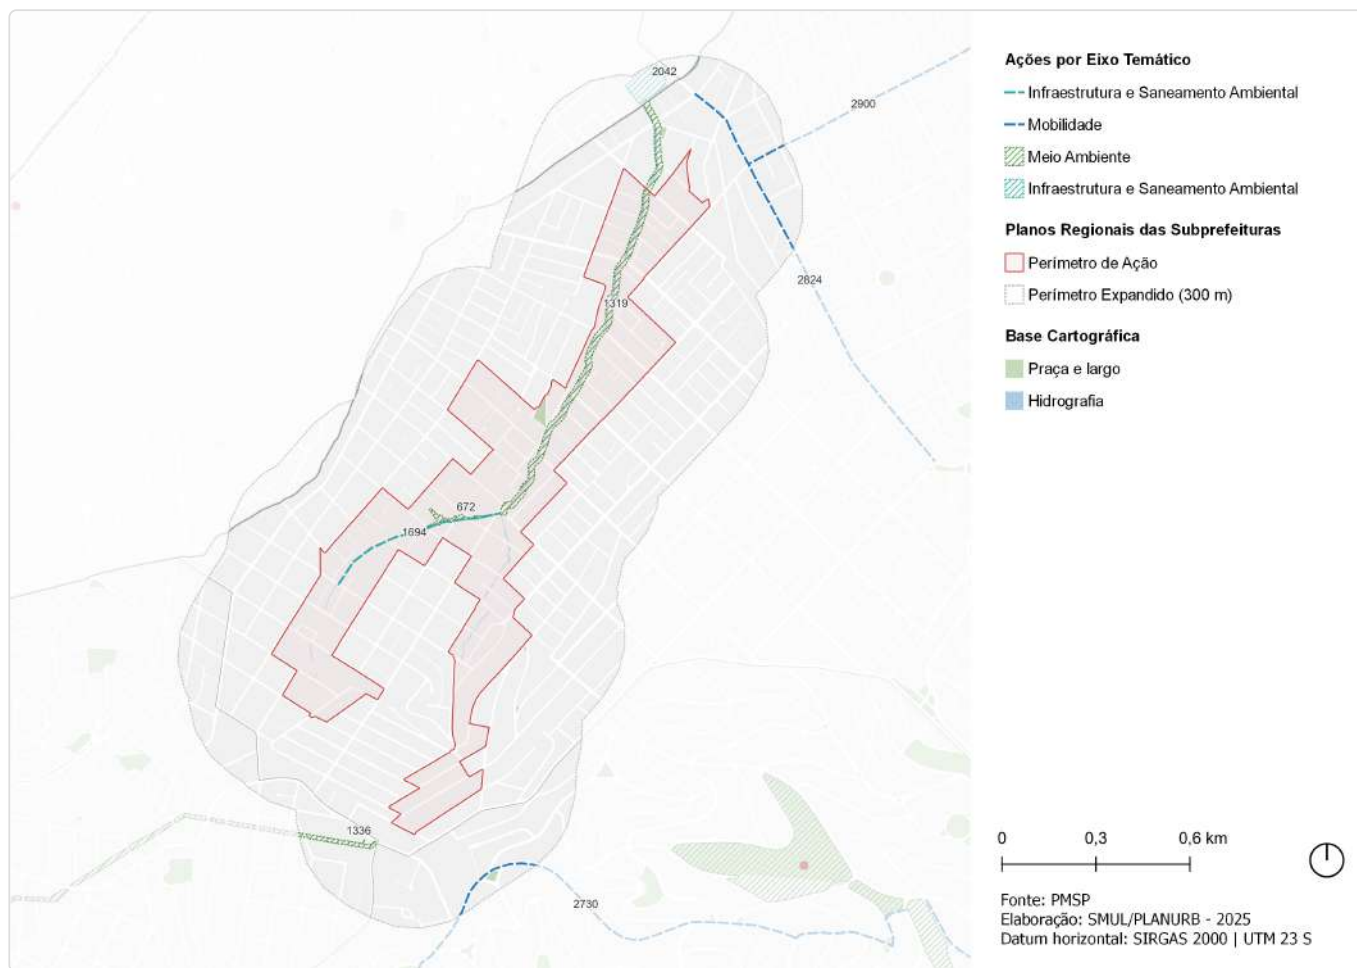 2042
2900
2824
1319
672
1694
1336
2730
Ações por Eixo Temático
Infraestrutura e Saneamento Ambiental
Mobilidade
Meio Ambiente
Infraestrutura e Saneamento Ambiental
Planos Regionais das Subprefeituras
Perímetro de Ação
Perímetro Expandido (300 m)
Base Cartográfica
Praça e largo
Hidrografia
0 0,3 0,6 km
Fonte: PMSP
Elaboração: SMUL/PLANURB - 2025
Datum horizontal: SIRGAS 2000 | UTM 23 S